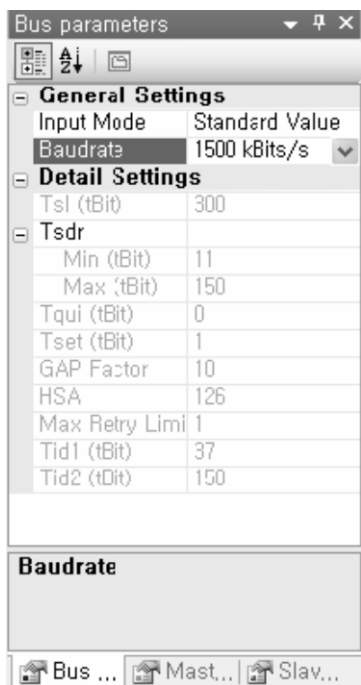 Bus parameters
General Settings
Input Mode Standard Value
Baudrate 1500 kBits/s
Detail Settings
Tsl (tBit) 300
Tsdr
Min (tBit) 11
Max (tBit) 150
Tqui (tBit) 0
Tset (tBit) 1
GAP Factor 10
HSA 126
Max Retry Limi 1
Tid1 (tBit) 37
Tid2 (tBit) 150
Baudrate
Bus ... Mast... Slav...